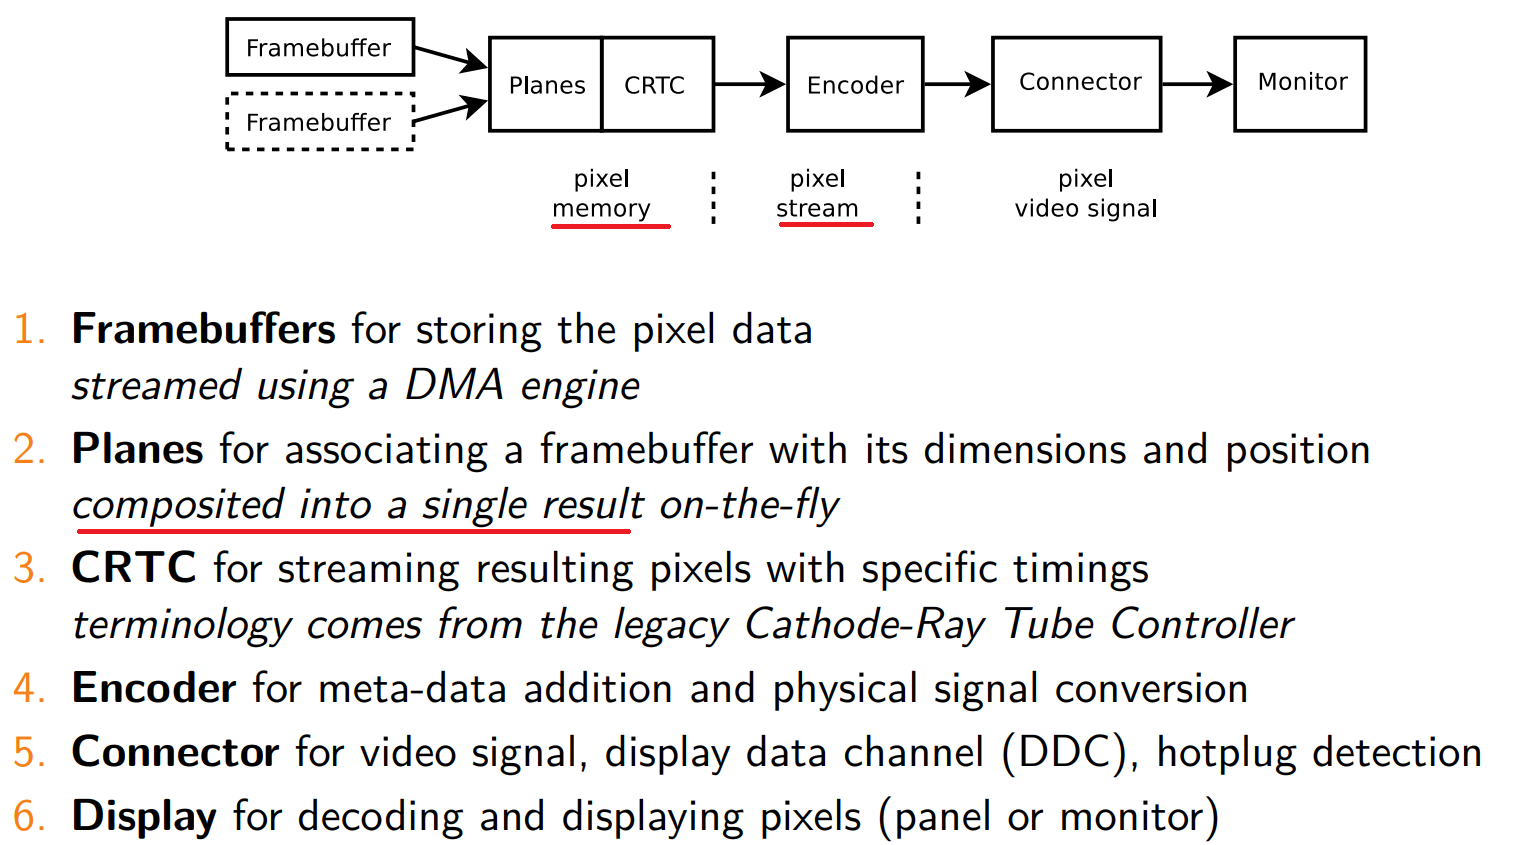 Framebuffer
Framebuffer
Planes
CRTC
Encoder
Connector
Monitor
pixel
memory
pixel
stream
pixel
video signal
1. Framebuffers for storing the pixel data
streamed using a DMA engine
2. Planes for associating a framebuffer with its dimensions and position
composited into a single result on-the-fly
3. CRTC for streaming resulting pixels with specific timings
terminology comes from the legacy Cathode-Ray Tube Controller
4. Encoder for meta-data addition and physical signal conversion
5. Connector for video signal, display data channel (DDC), hotplug detection
6. Display for decoding and displaying pixels (panel or monitor)